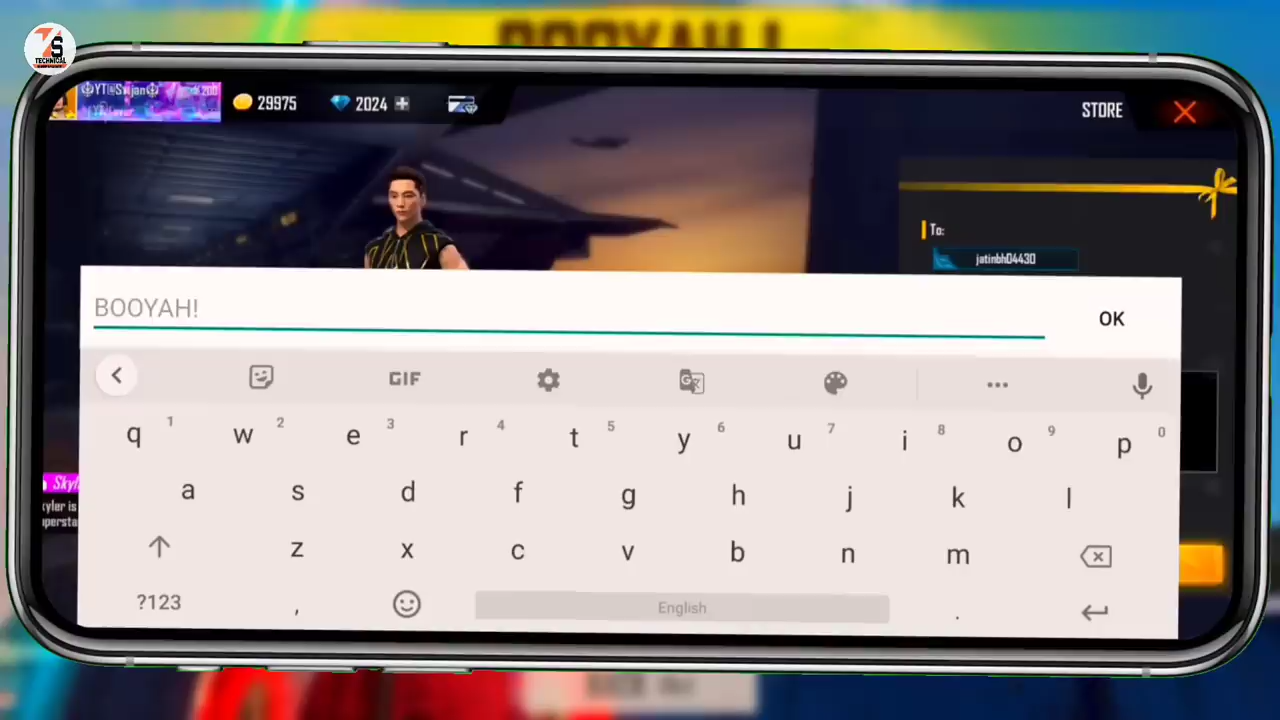 BOOYAH !
TECHNICAL
29975
2024
STORE
To:
jatinbh04430
BOOYAH!
OK
GIF
q 1 w 2 e 3 r 4 t 5 y 6 u 7 i 8 o 9 p 0
a s d f g h j k l
z x c v b n m
?123 , English .